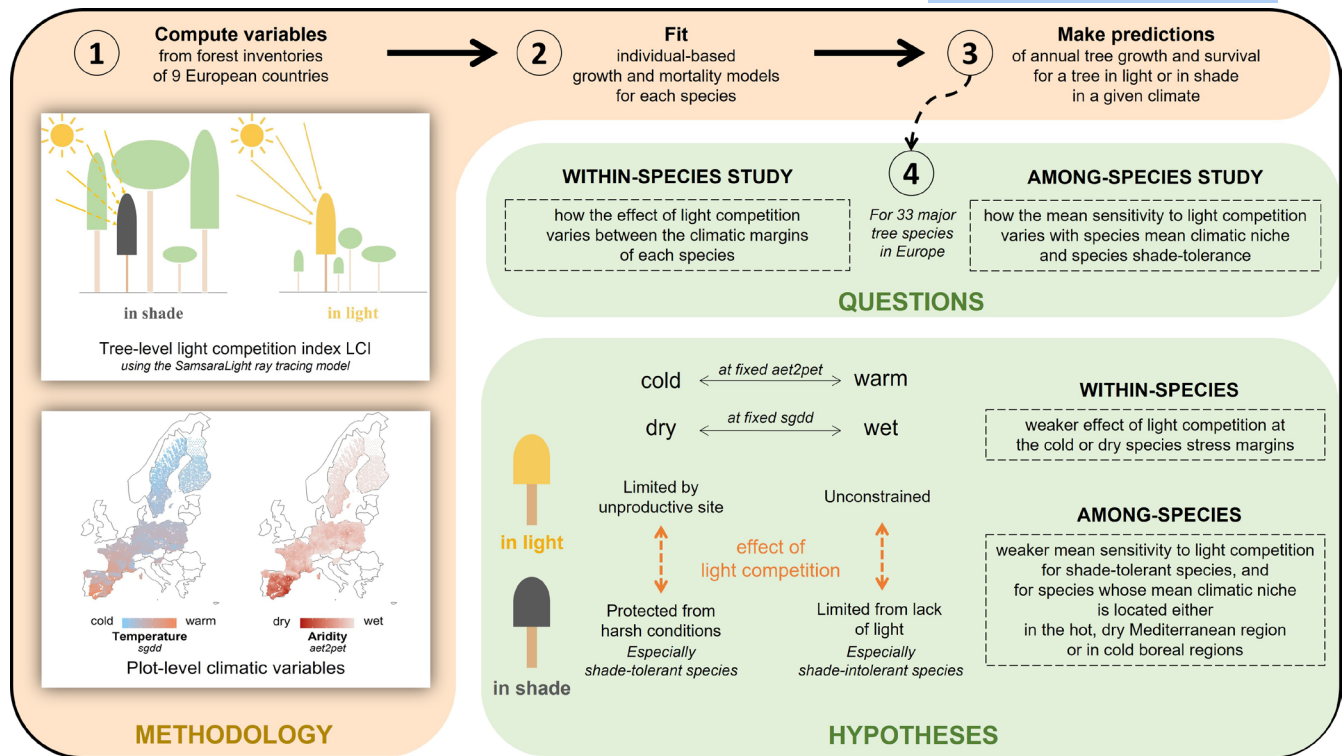 1
Compute variables
from forest inventories
of 9 European countries
2
Fit
individual-based
growth and mortality models
for each species
3
Make predictions
of annual tree growth and survival
for a tree in light or in shade
in a given climate
in shade
in light
Tree-level light competition index LCI
using the SamsaraLight ray tracing model
cold
warm
Temperature
sgdd
dry
wet
Aridity
aet2pet
Plot-level climatic variables
METHODOLOGY
4
For 33 major
tree species
in Europe
WITHIN-SPECIES STUDY
how the effect of light competition
varies between the climatic margins
of each species
AMONG-SPECIES STUDY
how the mean sensitivity to light competition
varies with species mean climatic niche
and species shade-tolerance
QUESTIONS
cold
at fixed aet2pet
warm
dry
at fixed sgdd
wet
in light
in shade
Limited by
unproductive site
Unconstrained
effect of
light competition
Protected from
harsh conditions
Especially
shade-tolerant species
Limited from lack
of light
Especially
shade-intolerant species
WITHIN-SPECIES
weaker effect of light competition at
the cold or dry species stress margins
AMONG-SPECIES
weaker mean sensitivity to light competition
for shade-tolerant species, and
for species whose mean climatic niche
is located either
in the hot, dry Mediterranean region
or in cold boreal regions
HYPOTHESES